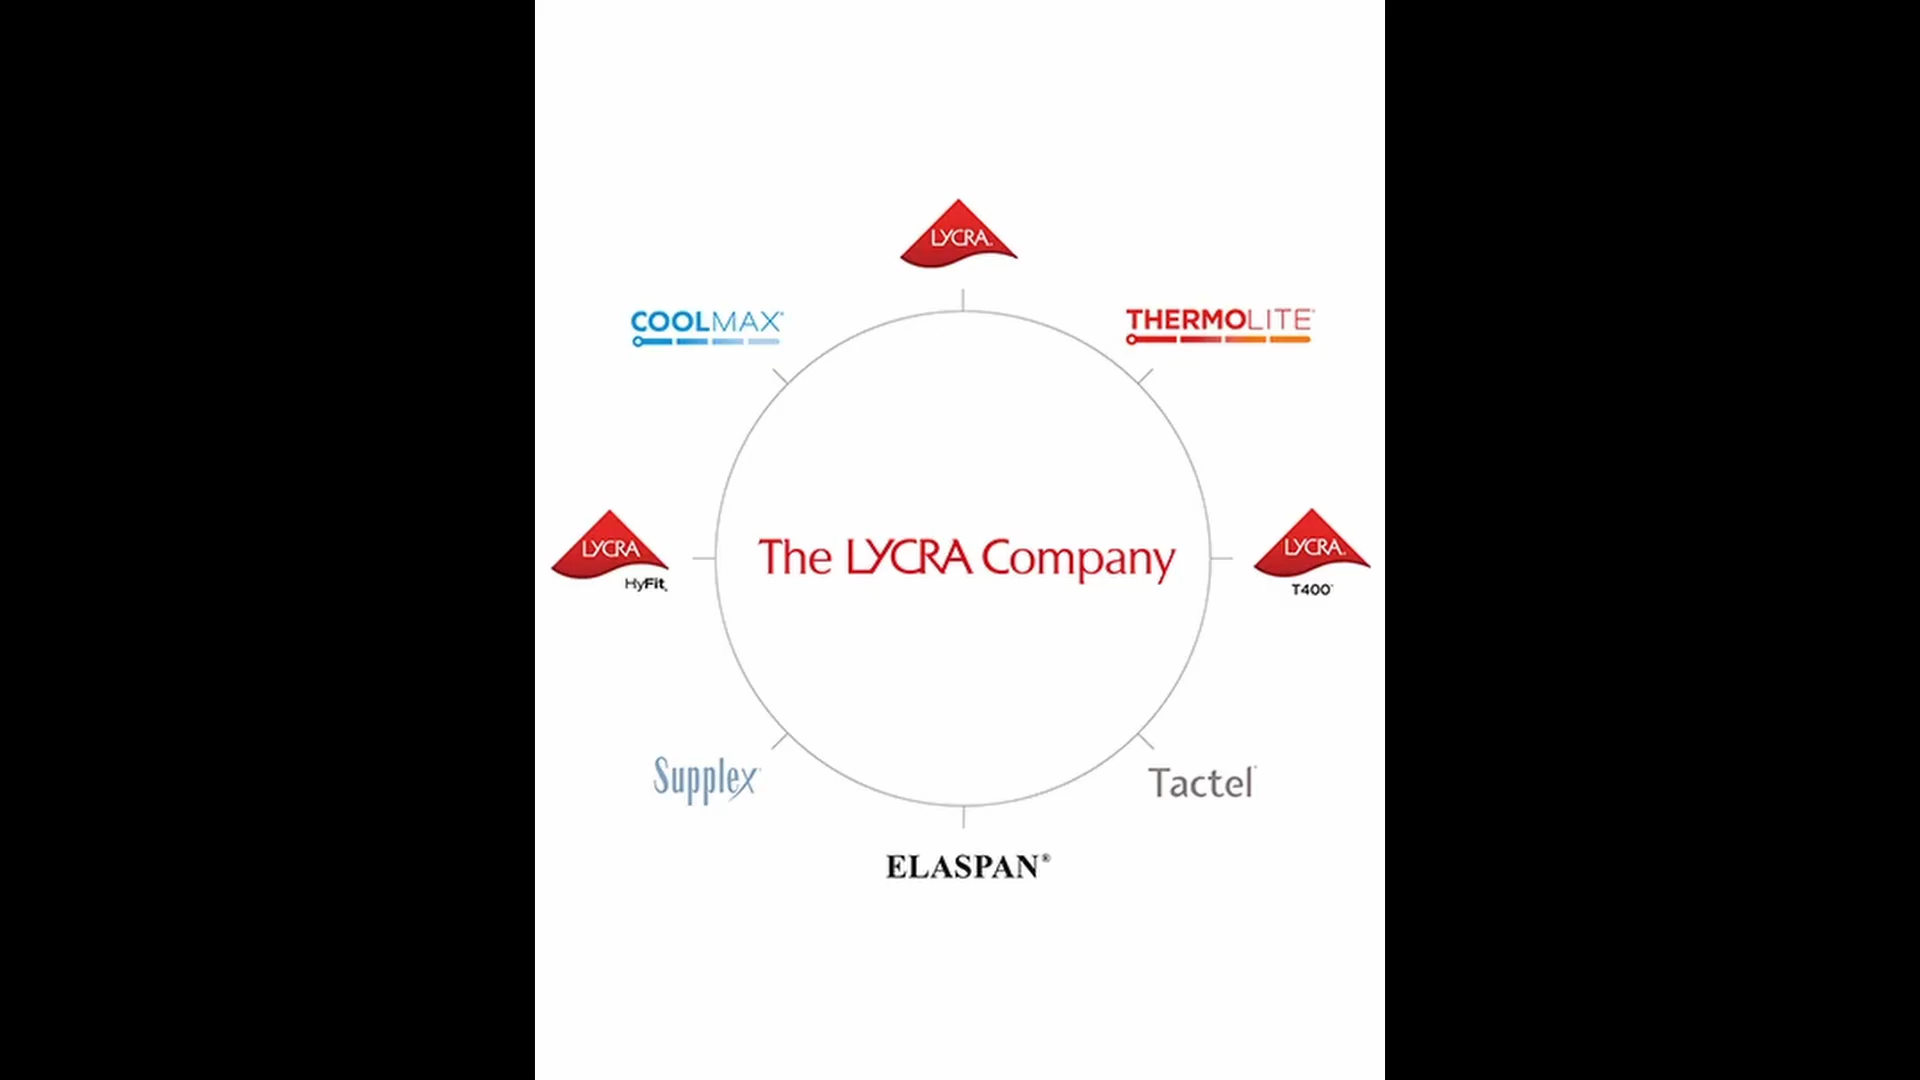 LYCRA®
COOLMAX®
THERMOLITE®
LYCRA
HyFit®
The LYCRA Company
LYCRA®
T400®
Supplex®
Tactel®
ELASPAN®